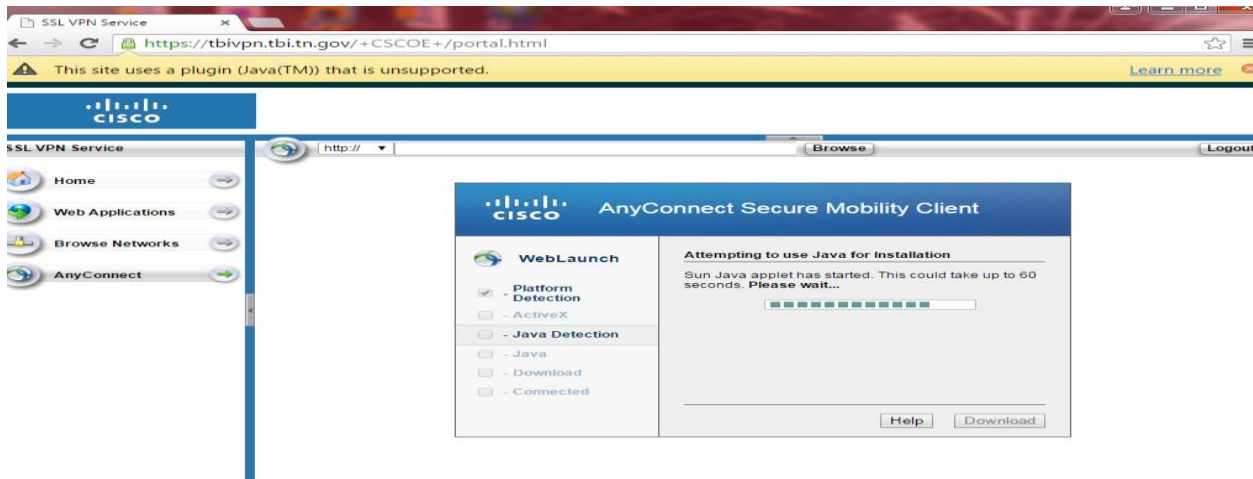 SSL VPN Service
https://tbivpn.tbi.tn.gov/+CSCOE+/portal.html
This site uses a plugin (Java(TM)) that is unsupported.
Learn more
CISCO
SSL VPN Service
http://
Browse
Logout
Home
Web Applications
Browse Networks
AnyConnect
CISCO
AnyConnect Secure Mobility Client
WebLaunch
- Platform
Detection
- ActiveX
- Java Detection
- Java
- Download
- Connected
Attempting to use Java for Installation
Sun Java applet has started. This could take up to 60
seconds. Please wait...
Help
Download